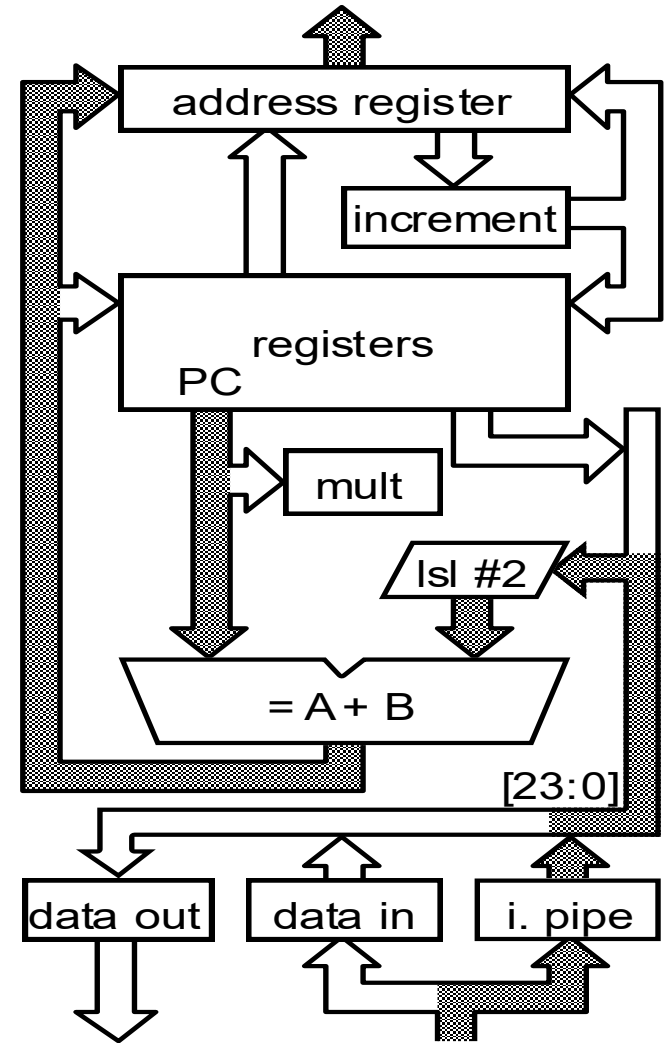 address register
increment
registers
PC
mult
lsl #2
= A + B
[23:0]
data out
data in
i. pipe